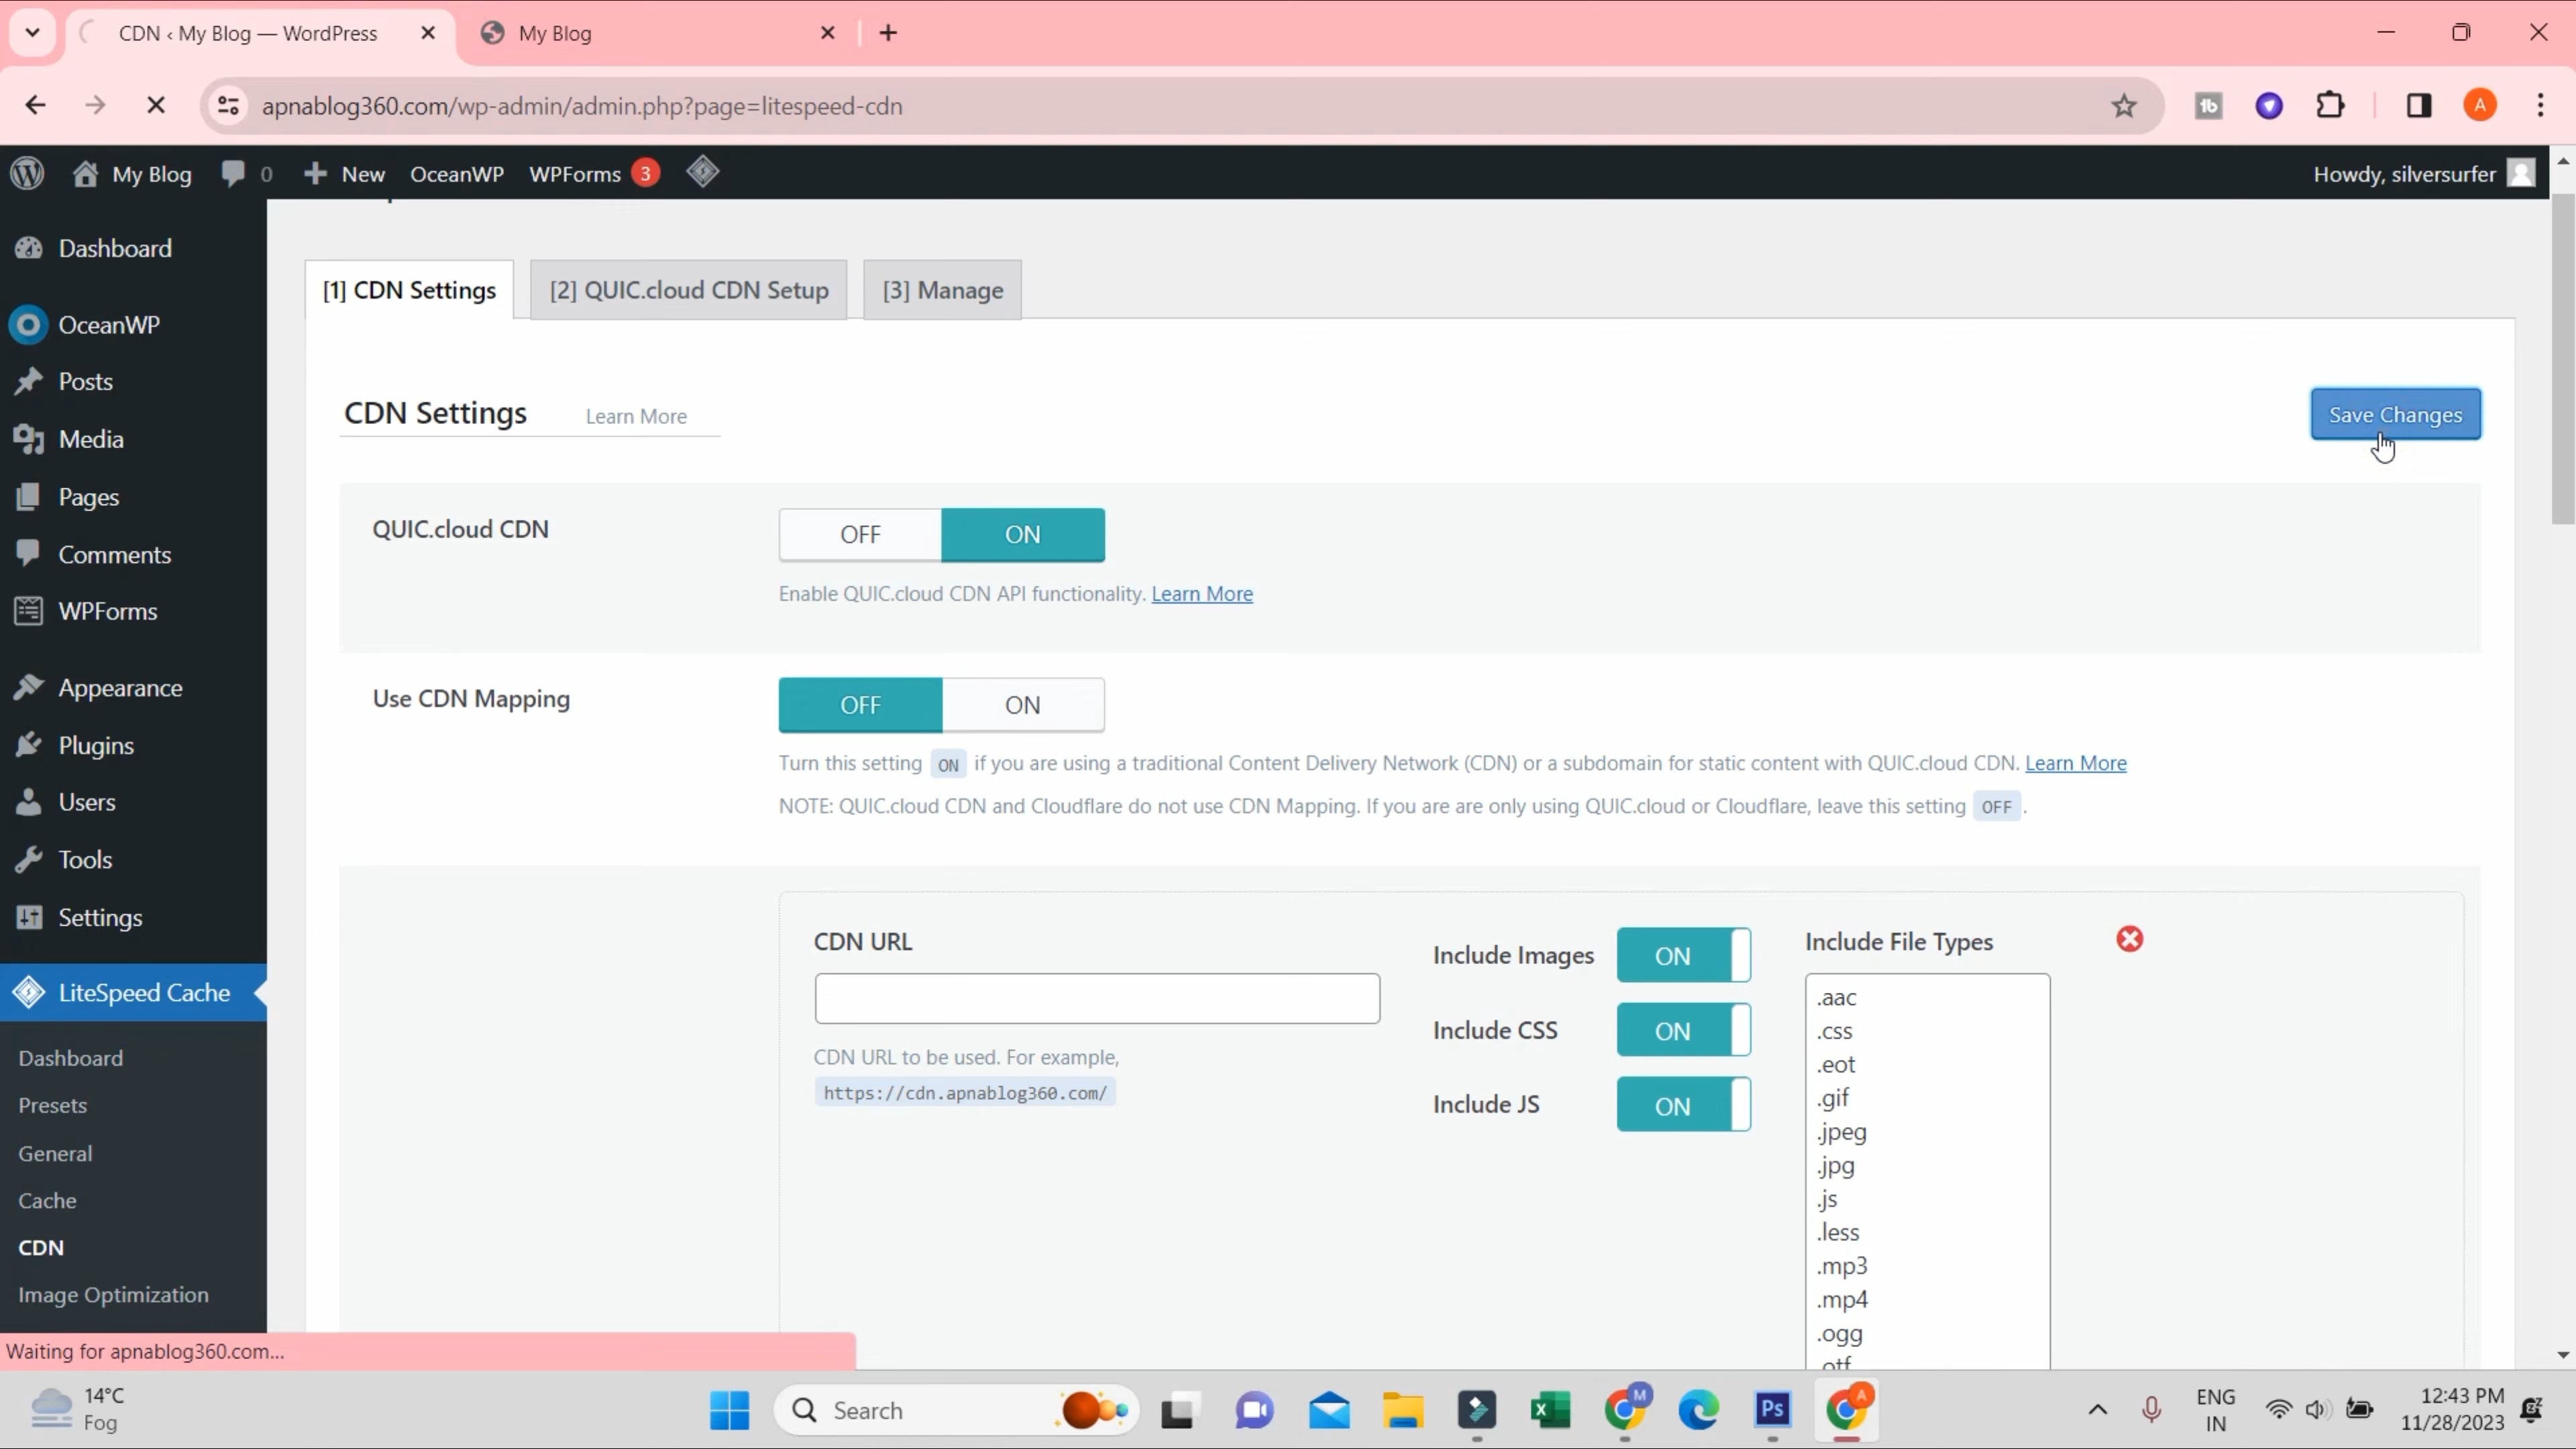 CDN ‹ My Blog — WordPress
My Blog
apnablog360.com/wp-admin/admin.php?page=litespeed-cdn
A
My Blog
0
New
OceanWP
WPForms 3
Howdy, silversurfer
Dashboard
OceanWP
Posts
Media
Pages
Comments
WPForms
Appearance
Plugins
Users
Tools
Settings
LiteSpeed Cache
Dashboard
Presets
General
Cache
CDN
Image Optimization
[1] CDN Settings
[2] QUIC.cloud CDN Setup
[3] Manage
CDN Settings
Learn More
Save Changes
QUIC.cloud CDN
OFF ON
Enable QUIC.cloud CDN API functionality. Learn More
Use CDN Mapping
OFF ON
Turn this setting ON if you are using a traditional Content Delivery Network (CDN) or a subdomain for static content with QUIC.cloud CDN. Learn More
NOTE: QUIC.cloud CDN and Cloudflare do not use CDN Mapping. If you are are only using QUIC.cloud or Cloudflare, leave this setting OFF .
CDN URL
CDN URL to be used. For example,
https://cdn.apnablog360.com/
Include Images ON
Include CSS ON
Include JS ON
Include File Types
.aac
.css
.eot
.gif
.jpeg
.jpg
.js
.less
.mp3
.mp4
.ogg
.otf
Waiting for apnablog360.com...
14°C
Fog
Search
M
Ps
A
ENG
IN
12:43 PM
11/28/2023